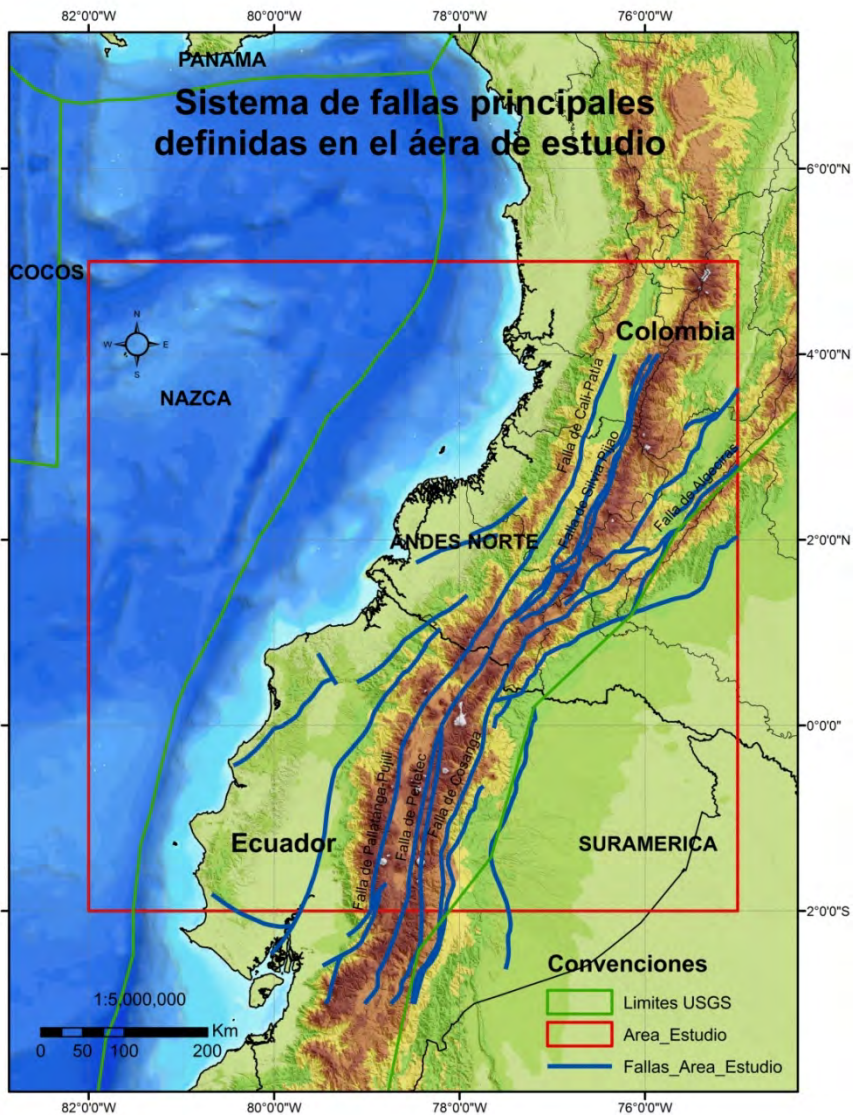 82°0'0"W 80°0'0"W 78°0'0"W 76°0'0"W
PANAMA
Sistema de fallas principales
definidas en el áera de estudio
6°0'0"N
COCOS
N
W E
S
Colombia
4°0'0"N
NAZCA
Falla de Cali-Patia
Falla de Silvia Pijao
Falla de Algeciras
ANDES NORTE
2°0'0"N
0°0'0"
Falla de Pallatanga-Pujili
Falla de Peltetec
Falla de Cosanga
Ecuador
SURAMERICA
2°0'0"S
Convenciones
1:5,000,000
Km
0 50 100 200
Limites USGS
Area_Estudio
Fallas_Area_Estudio
82°0'0"W 80°0'0"W 78°0'0"W 76°0'0"W